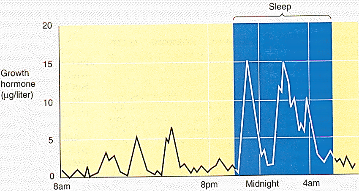 Sleep
20
15
Growth
hormone
(µg/liter)
10
5
0
8am
8pm
Midnight
4am